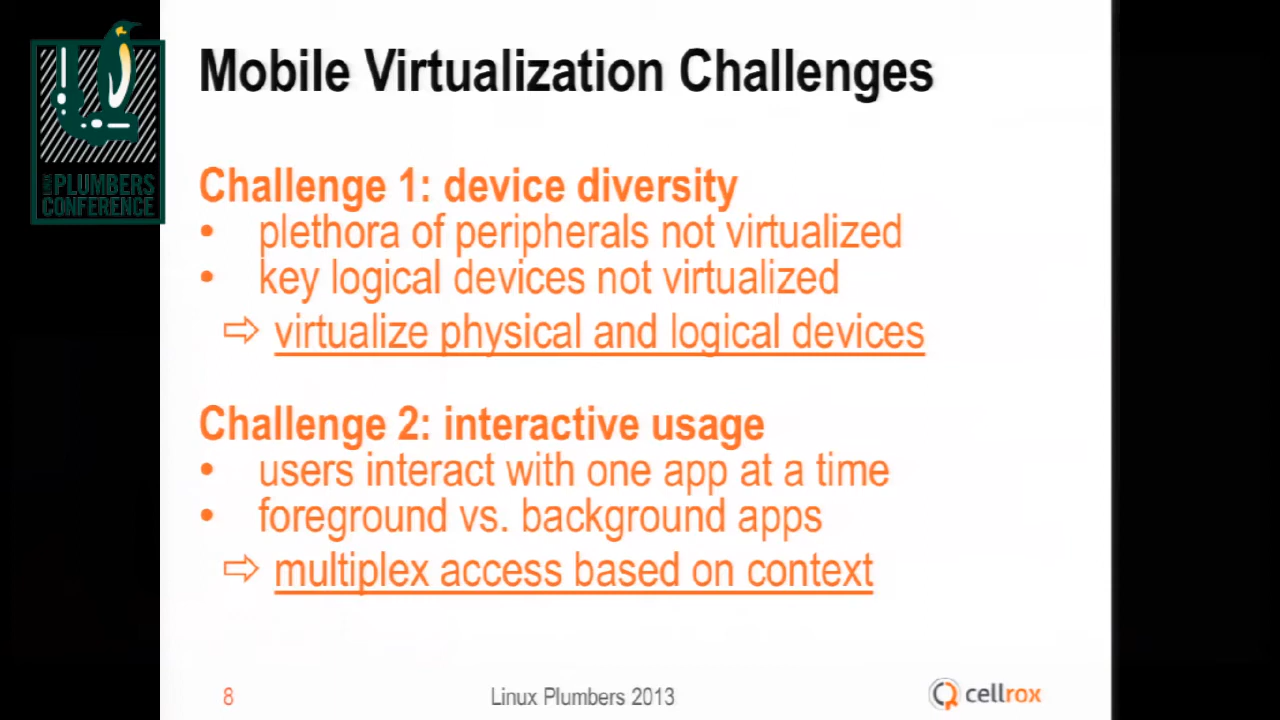 Mobile Virtualization Challenges
LINUX
PLUMBERS
CONFERENCE
Challenge 1: device diversity
• plethora of peripherals not virtualized
• key logical devices not virtualized
⇨ virtualize physical and logical devices
Challenge 2: interactive usage
• users interact with one app at a time
• foreground vs. background apps
⇨ multiplex access based on context
8
Linux Plumbers 2013
cellrox